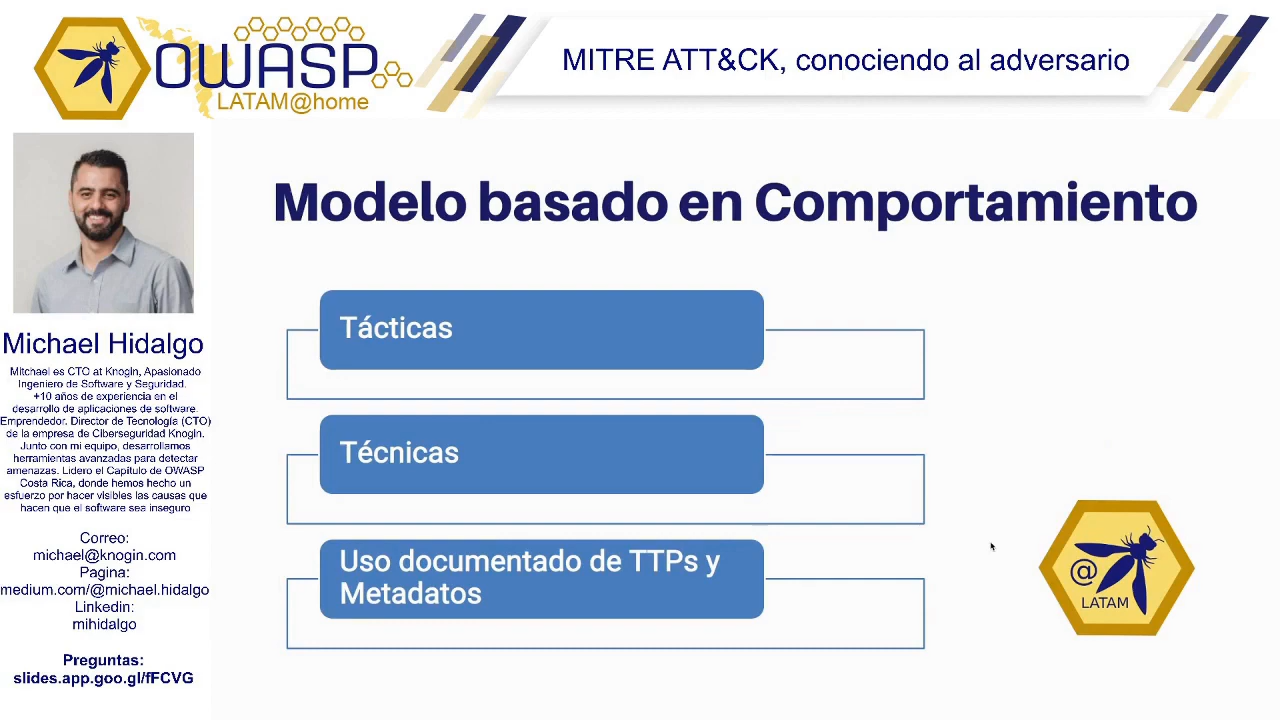 OWASP
LATAM@home
MITRE ATT&CK, conociendo al adversario
Michael Hidalgo
Mitchael es CTO at Knogin, Apasionado
Ingeniero de Software y Seguridad.
+10 años de experiencia en el
desarrollo de aplicaciones de software.
Emprendedor. Director de Tecnología (CTO)
de la empresa de Ciberseguridad Knogin.
Junto con mi equipo, desarrollamos
herramientas avanzadas para detectar
amenazas. Lidero el Capítulo de OWASP
Costa Rica, donde hemos hecho un
esfuerzo por hacer visibles las causas que
hacen que el software sea inseguro
Correo:
michael@knogin.com
Pagina:
medium.com/@michael.hidalgo
Linkedin:
mihidalgo
Preguntas:
slides.app.goo.gl/fFCVG
Modelo basado en Comportamiento
Tácticas
Técnicas
Uso documentado de TTPs y
Metadatos
@
LATAM